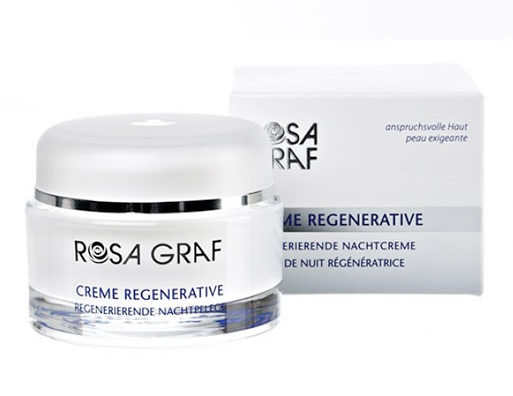 ROSA GRAF
CREME REGENERATIVE
REGENERIERENDE NACHTPFLEGE
anspruchsvolle Haut
peau exigeante
ROSA
GRAF
ME REGENERATIVE
ERIERENDE NACHTCREME
DE NUIT RÉGÉNÉRATRICE